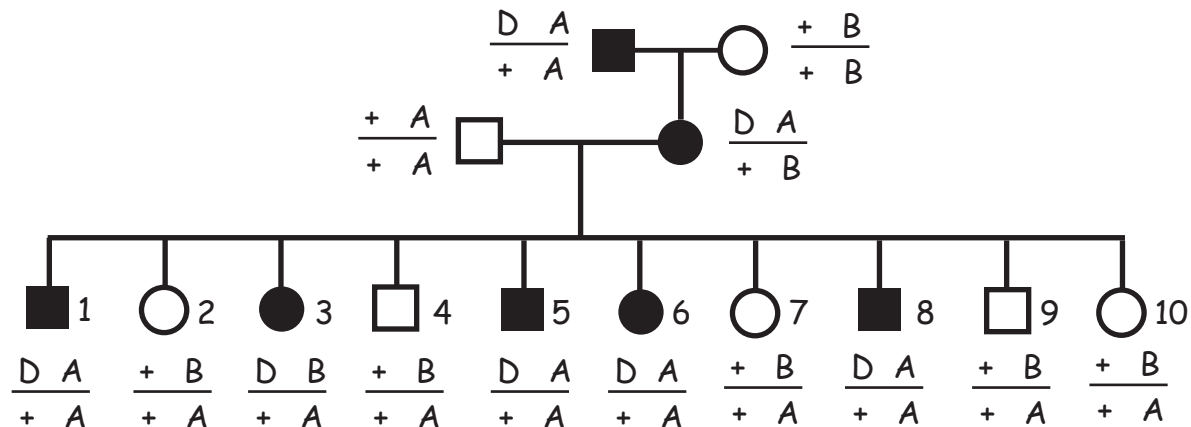 D A
+ B
+ A
+ B
+ A
D A
+ A
+ B
1 2 3 4 5 6 7 8 9 10
D A + B D B + B D A D A + B D A + B + B
+ A + A + A + A + A + A + A + A + A + A